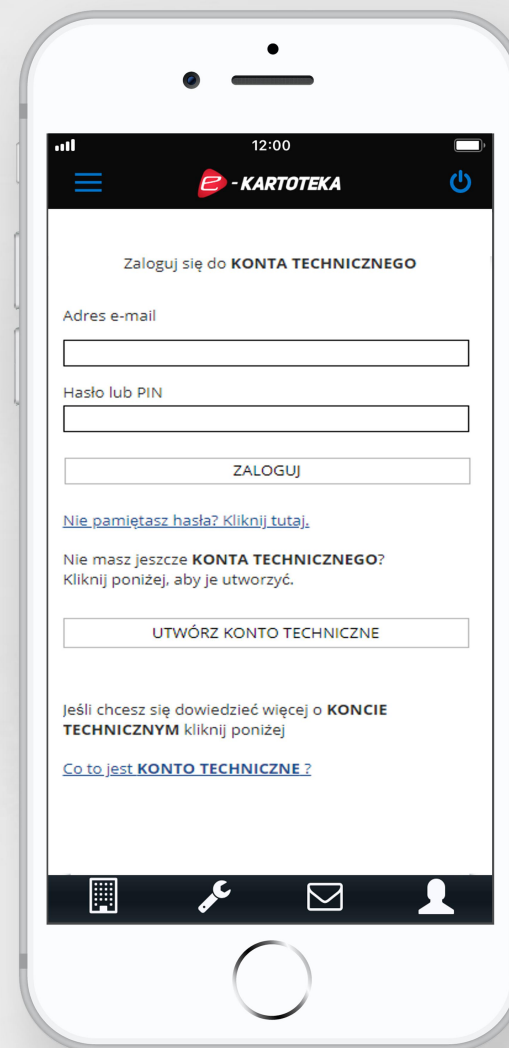 12:00
e - KARTOTEKA
Zaloguj się do KONTA TECHNICZNEGO
Adres e-mail
Hasło lub PIN
ZALOGUJ
Nie pamiętasz hasła? Kliknij tutaj.
Nie masz jeszcze KONTA TECHNICZNEGO?
Kliknij poniżej, aby je utworzyć.
UTWÓRZ KONTO TECHNICZNE
Jeśli chcesz się dowiedzieć więcej o KONCIE
TECHNICZNYM kliknij poniżej
Co to jest KONTO TECHNICZNE ?